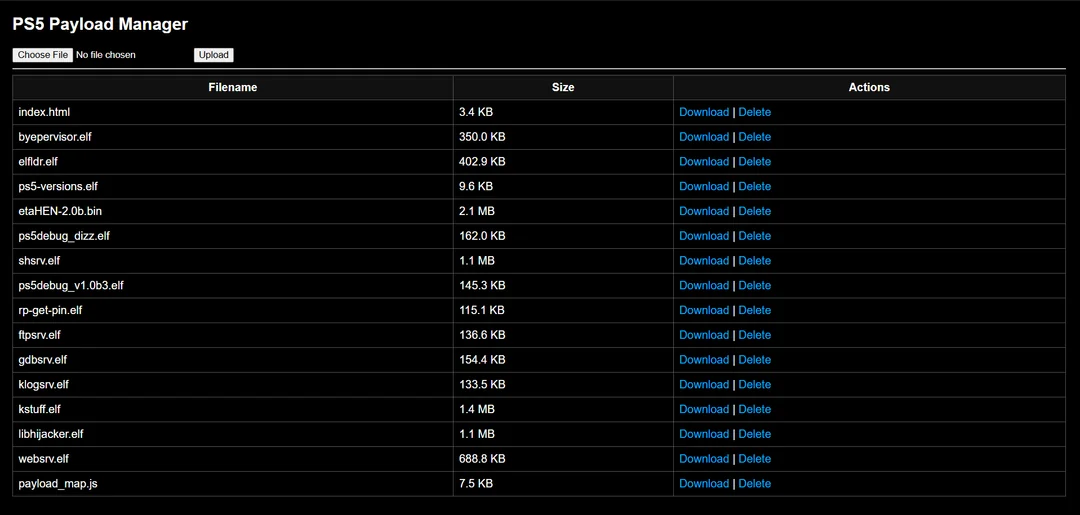 PS5 Payload Manager
Choose File No file chosen Upload
Filename Size Actions
index.html 3.4 KB Download | Delete
byepervisor.elf 350.0 KB Download | Delete
elfldr.elf 402.9 KB Download | Delete
ps5-versions.elf 9.6 KB Download | Delete
etaHEN-2.0b.bin 2.1 MB Download | Delete
ps5debug_dizz.elf 162.0 KB Download | Delete
shsrv.elf 1.1 MB Download | Delete
ps5debug_v1.0b3.elf 145.3 KB Download | Delete
rp-get-pin.elf 115.1 KB Download | Delete
ftpsrv.elf 136.6 KB Download | Delete
gdbsrv.elf 154.4 KB Download | Delete
klogsrv.elf 133.5 KB Download | Delete
kstuff.elf 1.4 MB Download | Delete
libhijacker.elf 1.1 MB Download | Delete
websrv.elf 688.8 KB Download | Delete
payload_map.js 7.5 KB Download | Delete